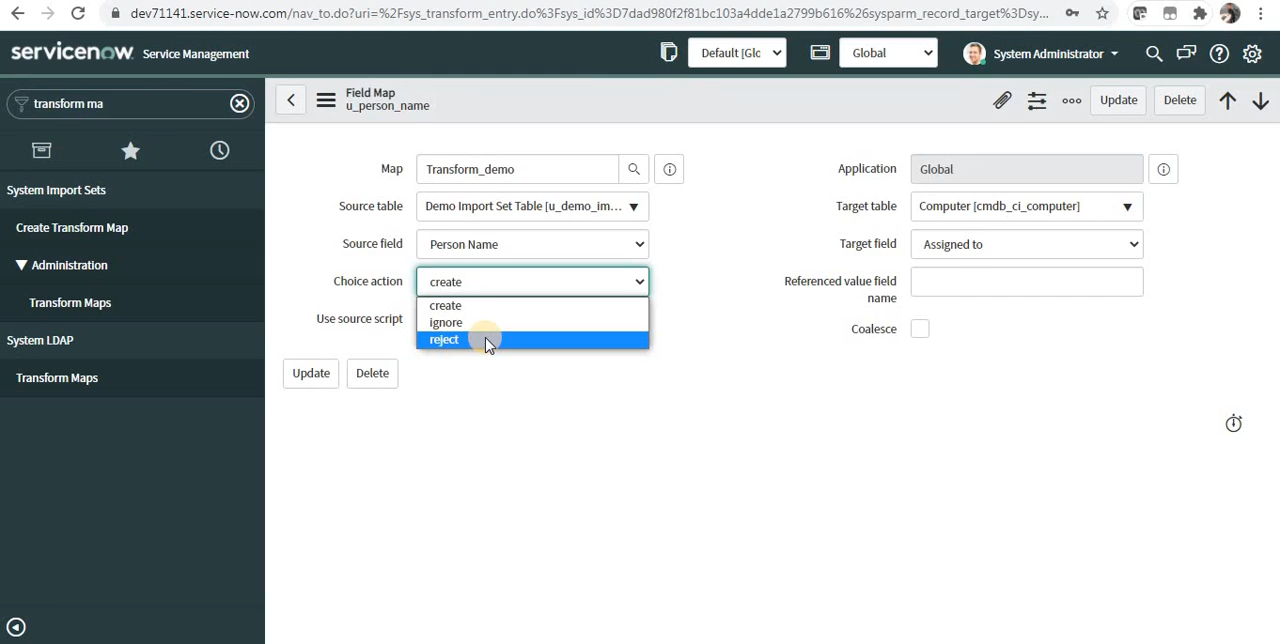 dev71141.service-now.com/nav_to.do?uri=%2Fsys_transform_entry.do%3Fsys_id%3D7dad980f2f81bc103a4dde1a2799b616%26sysparm_record_target%3Dsy...
servicenow Service Management
Default [Glo
Global
System Administrator
transform ma
Field Map
u_person_name
Update
Delete
System Import Sets
Create Transform Map
Administration
Transform Maps
System LDAP
Transform Maps
Map
Transform_demo
Application
Global
Source table
Demo Import Set Table [u_demo_im...
Target table
Computer [cmdb_ci_computer]
Source field
Person Name
Target field
Assigned to
Choice action
create
Referenced value field
name
create
ignore
reject
Use source script
Coalesce
Update
Delete